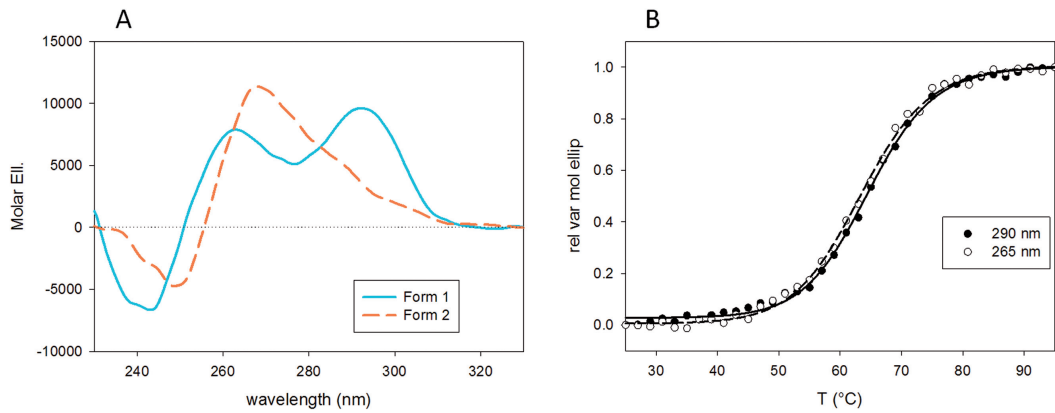 A
15000
10000
5000
0
-5000
-10000
Molar Ell.
240
260
280
300
320
wavelength (nm)
Form 1
Form 2
B
1.0
0.8
0.6
0.4
0.2
0.0
rel var mol ellip
30
40
50
60
70
80
90
T (°C)
290 nm
265 nm